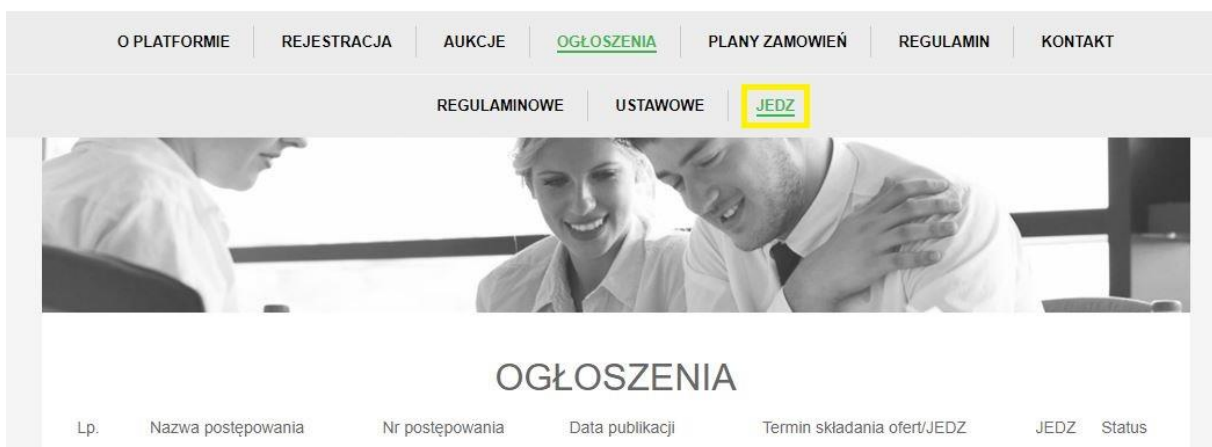 O PLATFORMIE REJESTRACJA AUKCJE OGŁOSZENIA PLANY ZAMOWIEŃ REGULAMIN KONTAKT
REGULAMINOWE USTAWOWE JEDZ
OGŁOSZENIA
Lp. Nazwa postępowania Nr postępowania Data publikacji Termin składania ofert/JEDZ JEDZ Status